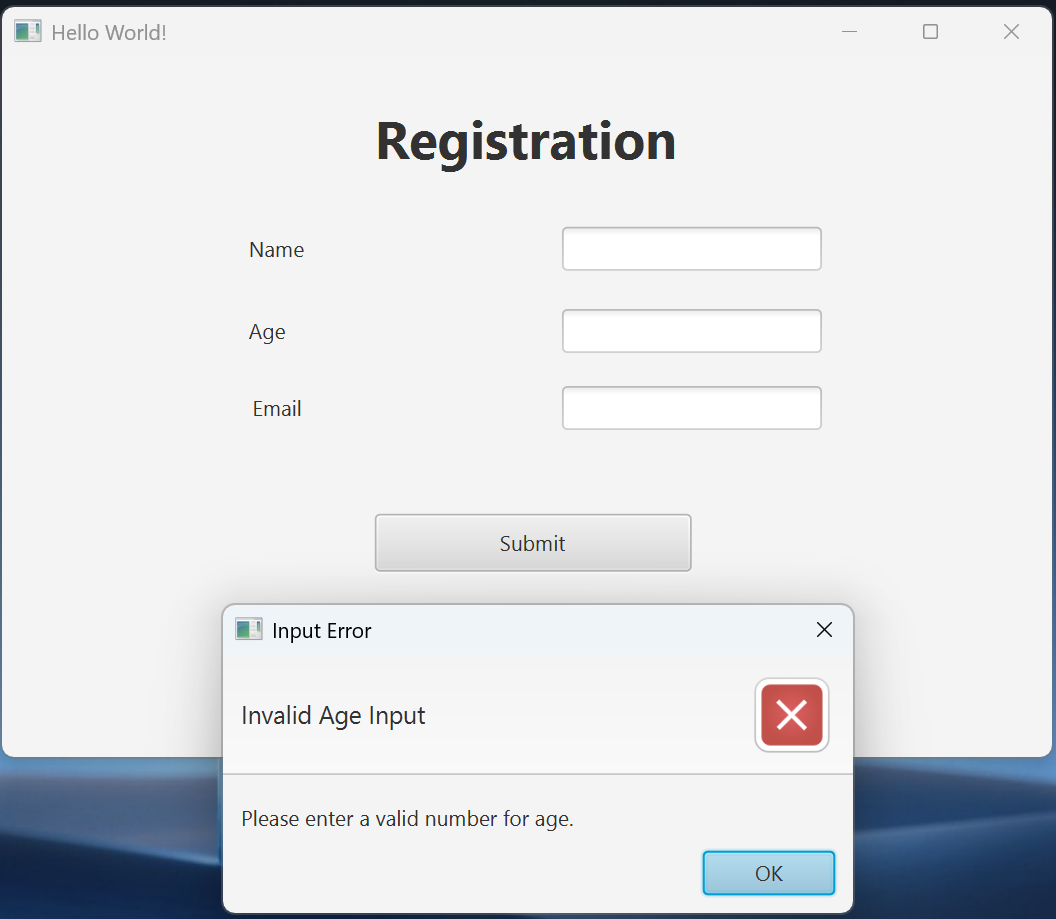 Hello World!
Registration
Name
Age
Email
Submit
Input Error
Invalid Age Input
Please enter a valid number for age.
OK